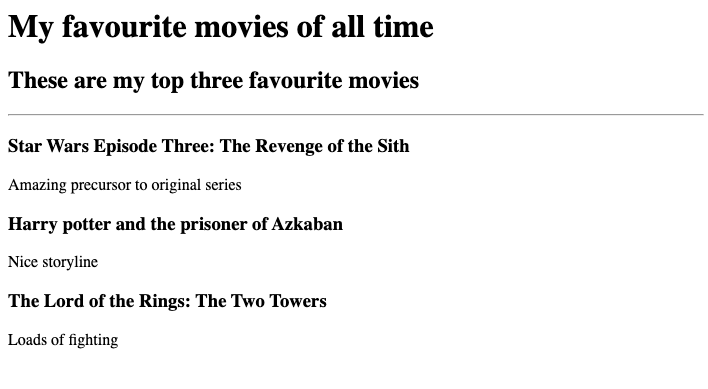 My favourite movies of all time
These are my top three favourite movies
Star Wars Episode Three: The Revenge of the Sith
Amazing precursor to original series
Harry potter and the prisoner of Azkaban
Nice storyline
The Lord of the Rings: The Two Towers
Loads of fighting